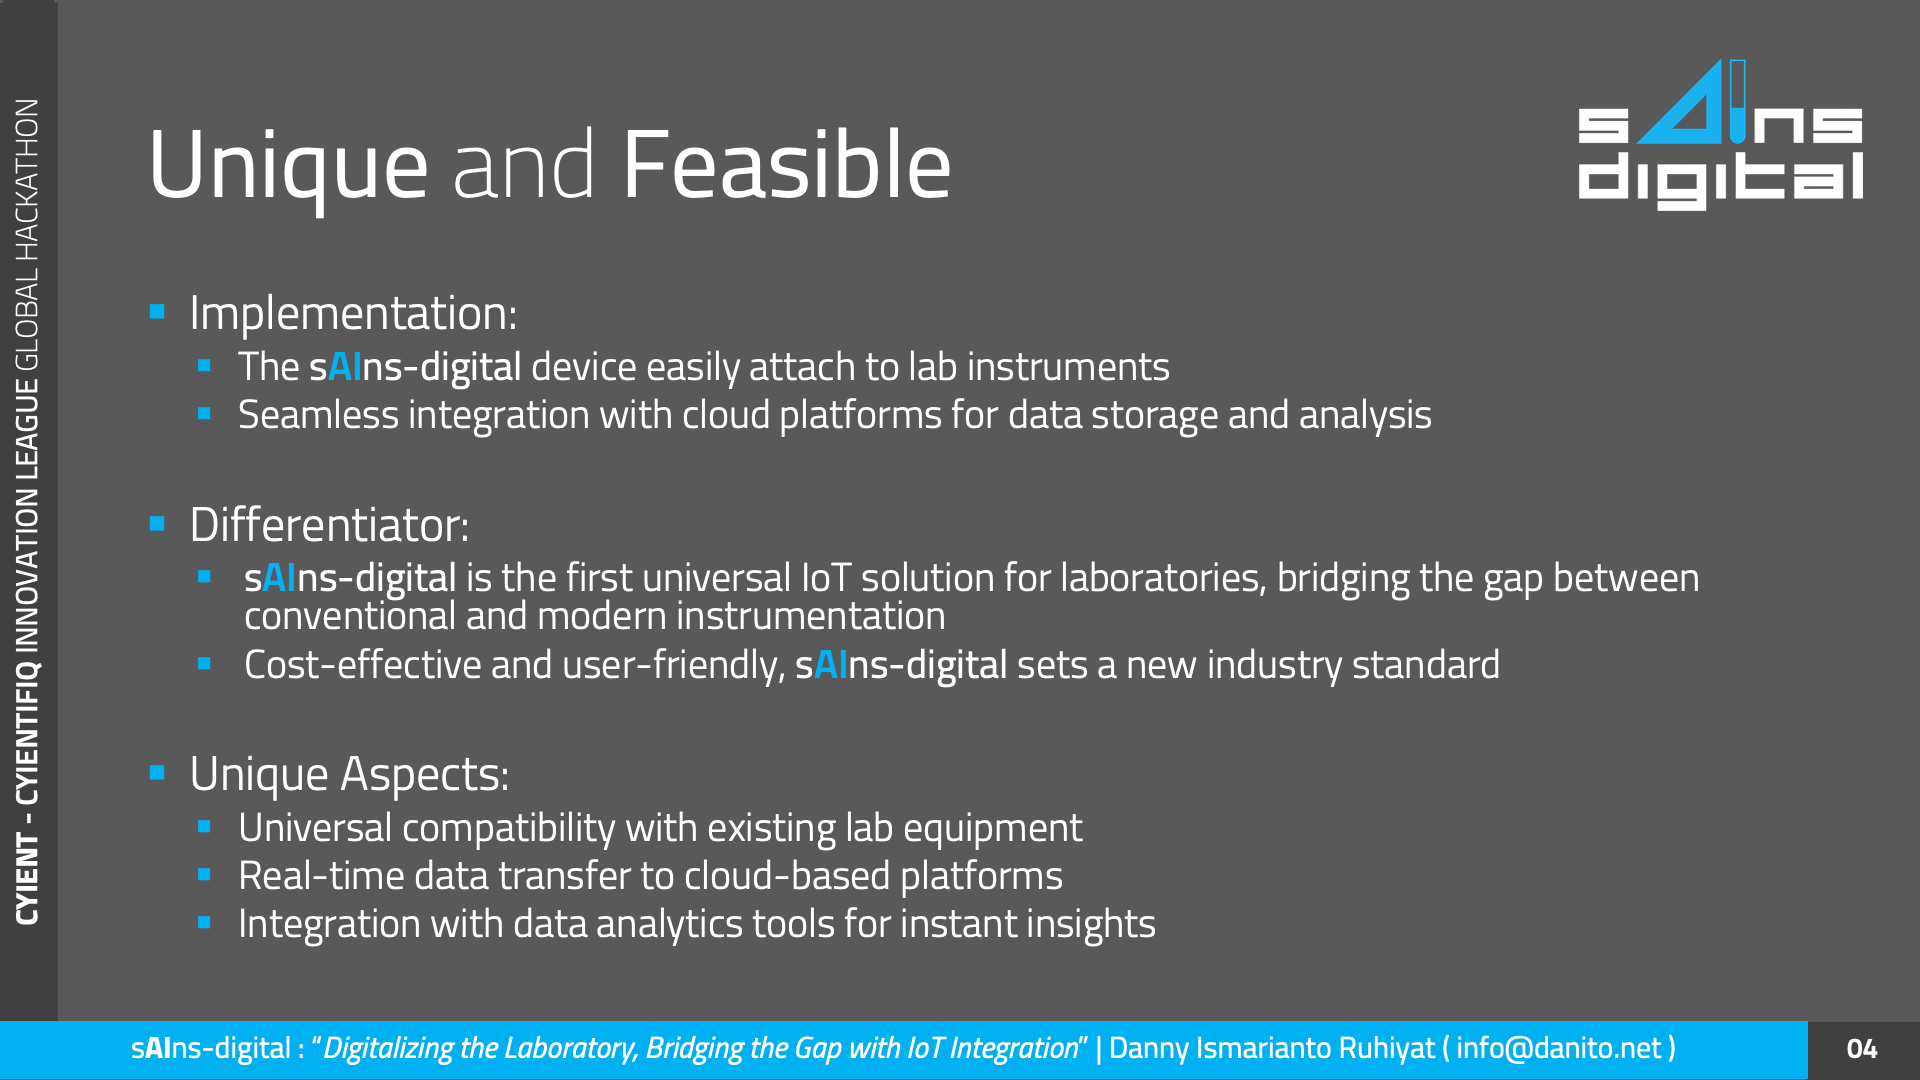 CYIENT - CYIENTIFIQ INNOVATION LEAGUE GLOBAL HACKATHON
sAIns
digital
Unique and Feasible
Implementation:
The sAIns-digital device easily attach to lab instruments
Seamless integration with cloud platforms for data storage and analysis
Differentiator:
sAIns-digital is the first universal IoT solution for laboratories, bridging the gap between
conventional and modern instrumentation
Cost-effective and user-friendly, sAIns-digital sets a new industry standard
Unique Aspects:
Universal compatibility with existing lab equipment
Real-time data transfer to cloud-based platforms
Integration with data analytics tools for instant insights
sAIns-digital : “Digitalizing the Laboratory, Bridging the Gap with IoT Integration” | Danny Ismarianto Ruhiyat ( info@danito.net )
04